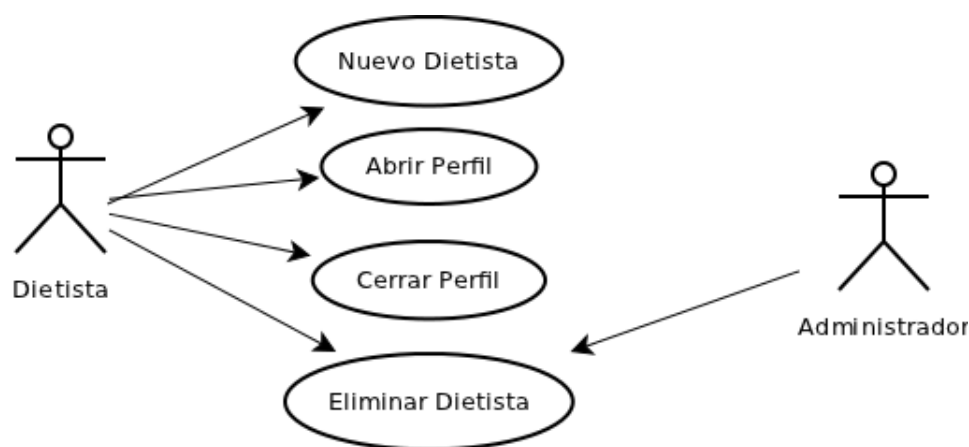 Nuevo Dietista
Abrir Perfil
Dietista
Cerrar Perfil
Administrador
Eliminar Dietista